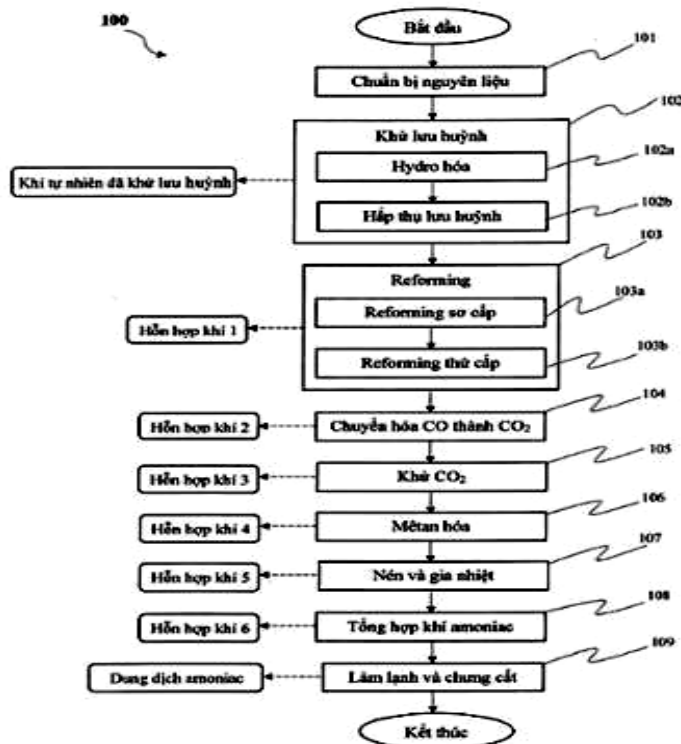 100
Bắt đầu
101
Chuẩn bị nguyên liệu
102
Khử lưu huỳnh
Hydro hóa
102a
Khí tự nhiên đã khử lưu huỳnh
Hấp thụ lưu huỳnh
102b
103
Reforming
Reforming sơ cấp
103a
Hỗn hợp khí 1
Reforming thứ cấp
103b
104
Hỗn hợp khí 2
Chuyển hóa CO thành CO₂
105
Hỗn hợp khí 3
Khử CO₂
106
Hỗn hợp khí 4
Mêtan hóa
107
Hỗn hợp khí 5
Nén và gia nhiệt
108
Hỗn hợp khí 6
Tổng hợp khí amoniac
109
Dung dịch amoniac
Làm lạnh và chưng cất
Kết thúc